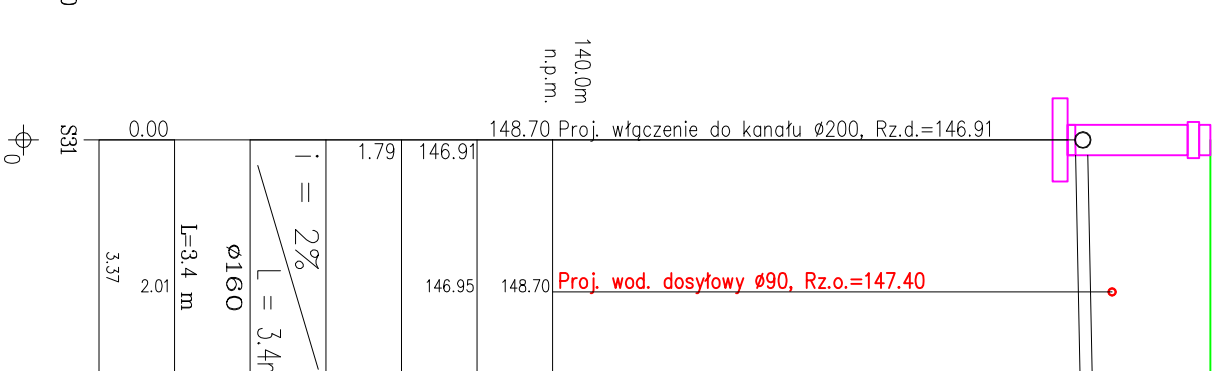 140.0m
n.p.m.
S31
0
0.00
148.70 Proj. włączenie do kanału ø200, Rz.d.=146.91
1.79
146.91
i = 2%
L = 3.4
ø160
L=3.4 m
3.37
2.01
146.95
148.70 Proj. wod. dosyłowy ø90, Rz.o.=147.40